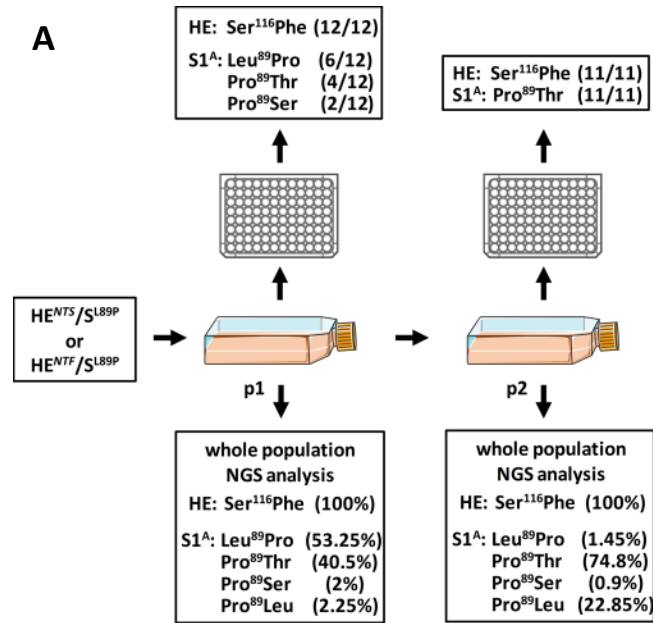 A
HE: Ser¹¹⁶Phe (12/12)
S1ᴬ: Leu⁸⁹Pro (6/12)
Pro⁸⁹Thr (4/12)
Pro⁸⁹Ser (2/12)
HE: Ser¹¹⁶Phe (11/11)
S1ᴬ: Pro⁸⁹Thr (11/11)
HEᴺᵀS/Sᴸ⁸⁹ᴾ
or
HEᴺᵀF/Sᴸ⁸⁹ᴾ
p1
p2
whole population
NGS analysis
HE: Ser¹¹⁶Phe (100%)
S1ᴬ: Leu⁸⁹Pro (53.25%)
Pro⁸⁹Thr (40.5%)
Pro⁸⁹Ser (2%)
Pro⁸⁹Leu (2.25%)
whole population
NGS analysis
HE: Ser¹¹⁶Phe (100%)
S1ᴬ: Leu⁸⁹Pro (1.45%)
Pro⁸⁹Thr (74.8%)
Pro⁸⁹Ser (0.9%)
Pro⁸⁹Leu (22.85%)